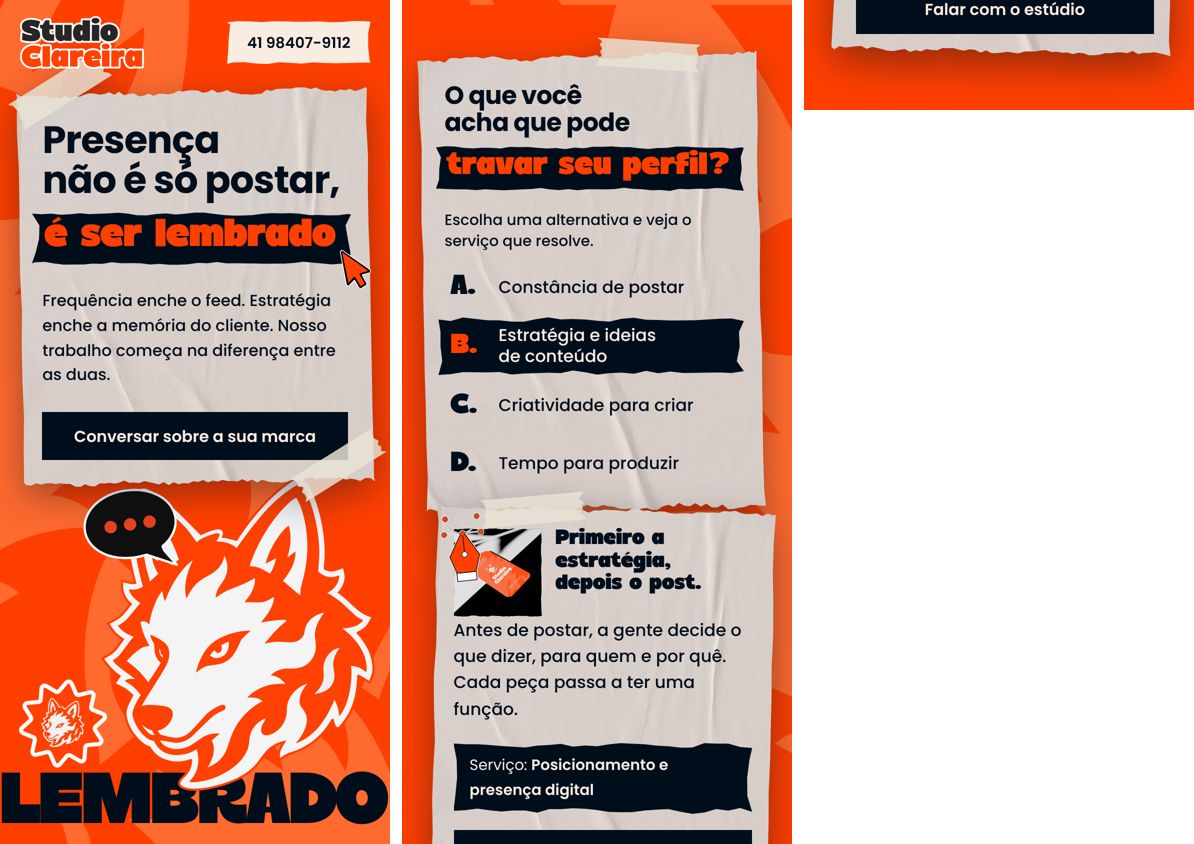 Studio
Clareira
41 98407-9112
Presença
não é só postar,
é ser lembrado
Frequência enche o feed. Estratégia
enche a memória do cliente. Nosso
trabalho começa na diferença entre
as duas.
Conversar sobre a sua marca
LEMBRADO
O que você
acha que pode
travar seu perfil?
Escolha uma alternativa e veja o
serviço que resolve.
A. Constância de postar
B. Estratégia e ideias
de conteúdo
C. Criatividade para criar
D. Tempo para produzir
Studio
Clareira
Primeiro a
estratégia,
depois o post.
Antes de postar, a gente decide o
que dizer, para quem e por quê.
Cada peça passa a ter uma
função.
Serviço: Posicionamento e
presença digital
Falar com o estúdio